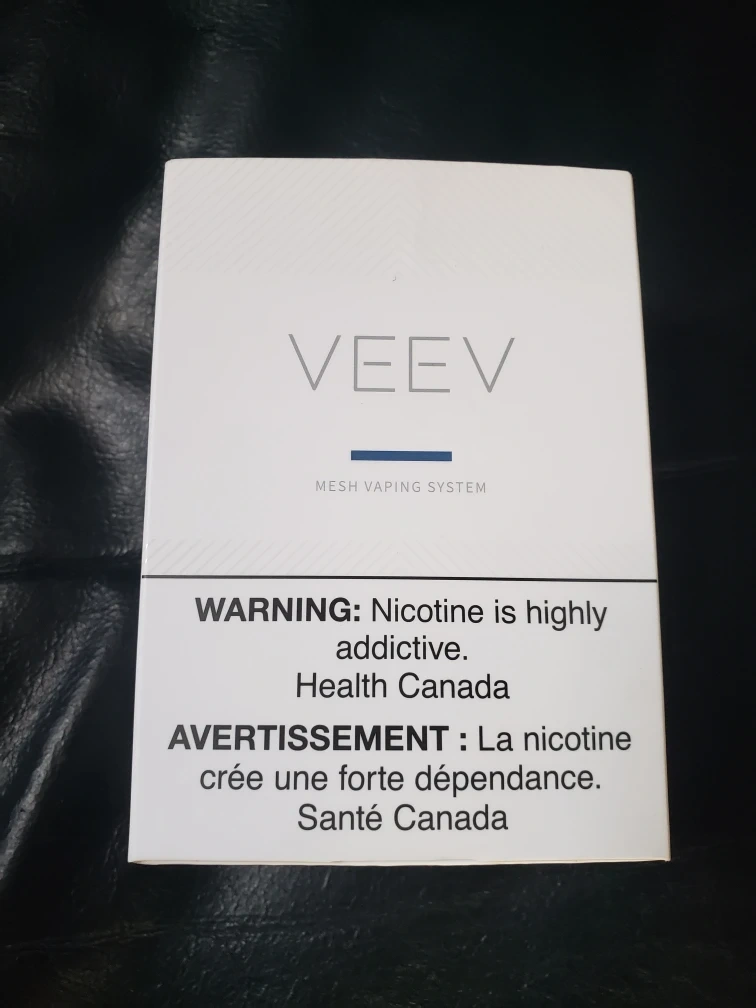 VEEV
MESH VAPING SYSTEM
WARNING: Nicotine is highly
addictive.
Health Canada
AVERTISSEMENT : La nicotine
crée une forte dépendance.
Santé Canada